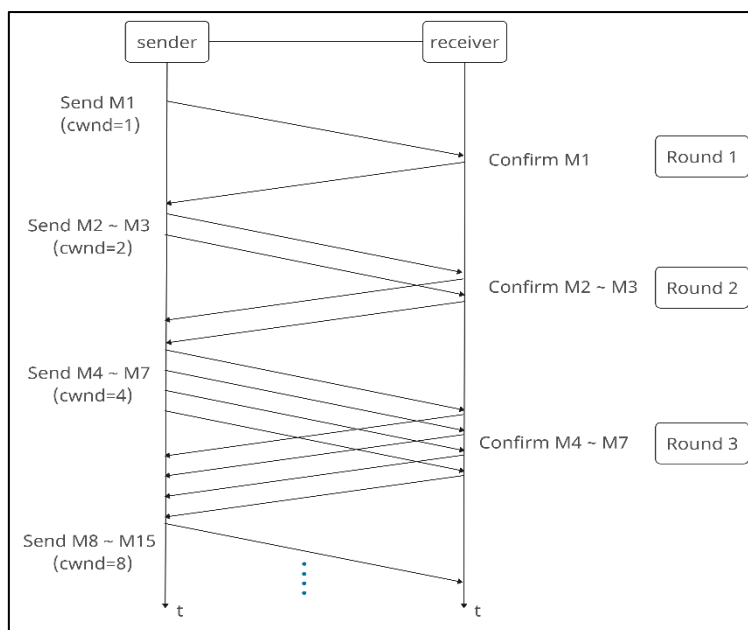 sender
receiver
Send M1
(cwnd=1)
Confirm M1
Round 1
Send M2 ~ M3
(cwnd=2)
Confirm M2 ~ M3
Round 2
Send M4 ~ M7
(cwnd=4)
Confirm M4 ~ M7
Round 3
Send M8 ~ M15
(cwnd=8)
t
t